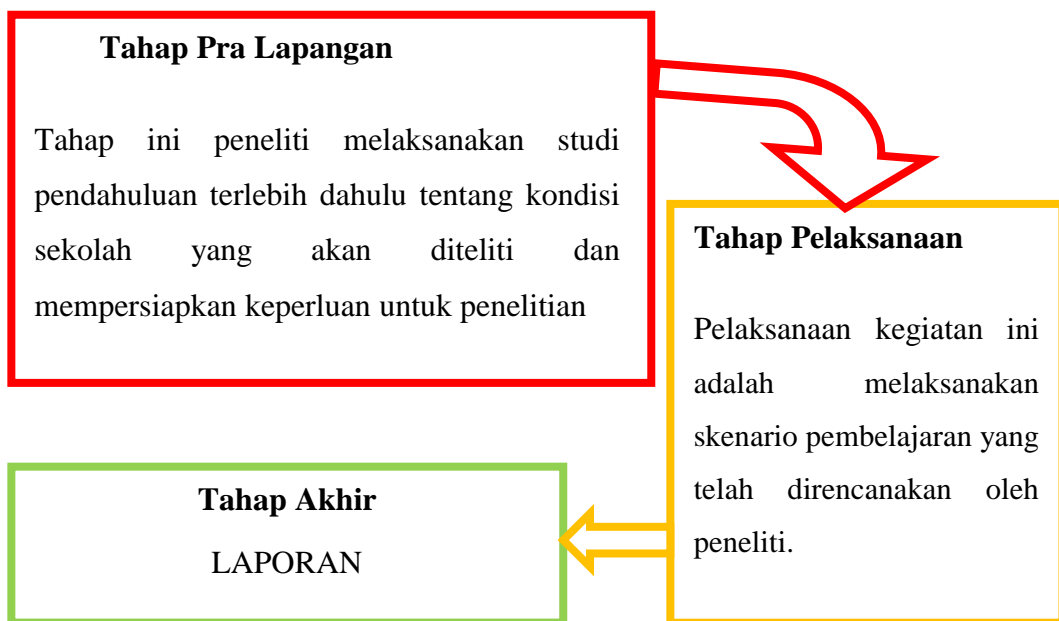 Tahap Pra Lapangan
Tahap ini peneliti melaksanakan studi
pendahuluan terlebih dahulu tentang kondisi
sekolah yang akan diteliti dan
mempersiapkan keperluan untuk penelitian
Tahap Pelaksanaan
Pelaksanaan kegiatan ini
adalah melaksanakan
skenario pembelajaran yang
telah direncanakan oleh
peneliti.
Tahap Akhir
LAPORAN